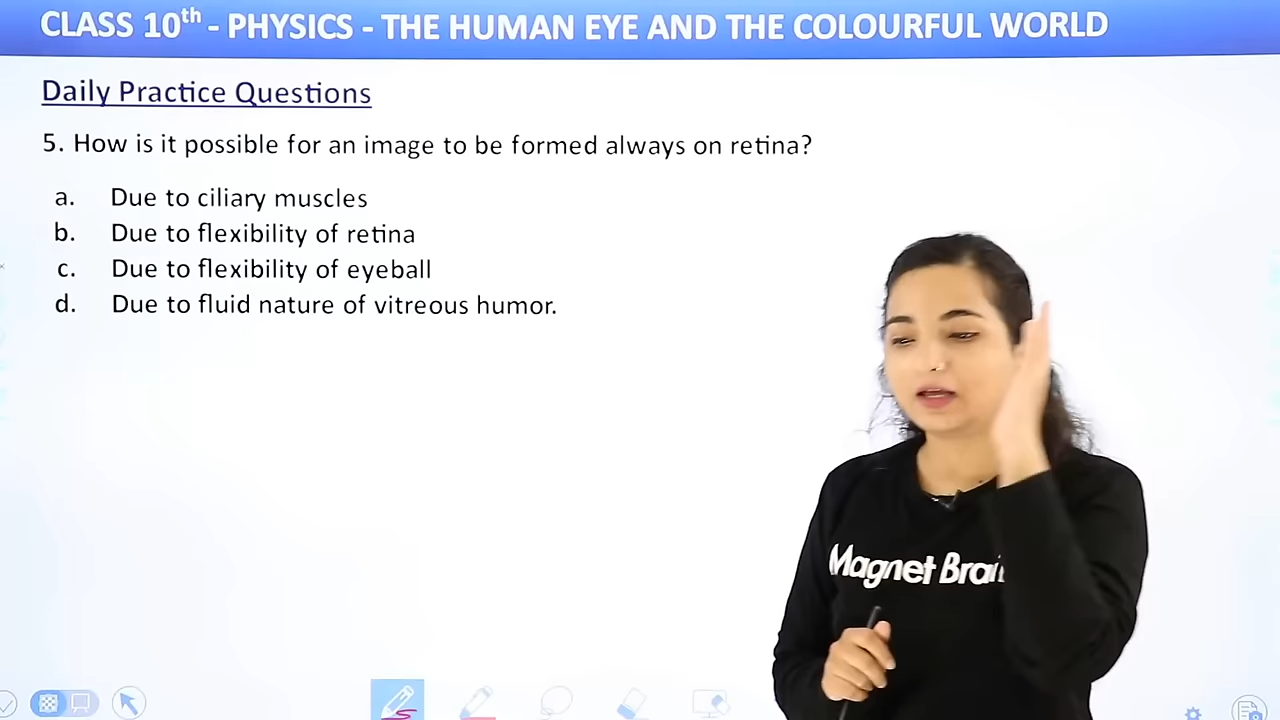 CLASS 10th - PHYSICS - THE HUMAN EYE AND THE COLOURFUL WORLD
Daily Practice Questions
5. How is it possible for an image to be formed always on retina?
a. Due to ciliary muscles
b. Due to flexibility of retina
c. Due to flexibility of eyeball
d. Due to fluid nature of vitreous humor.
Magnet Brai